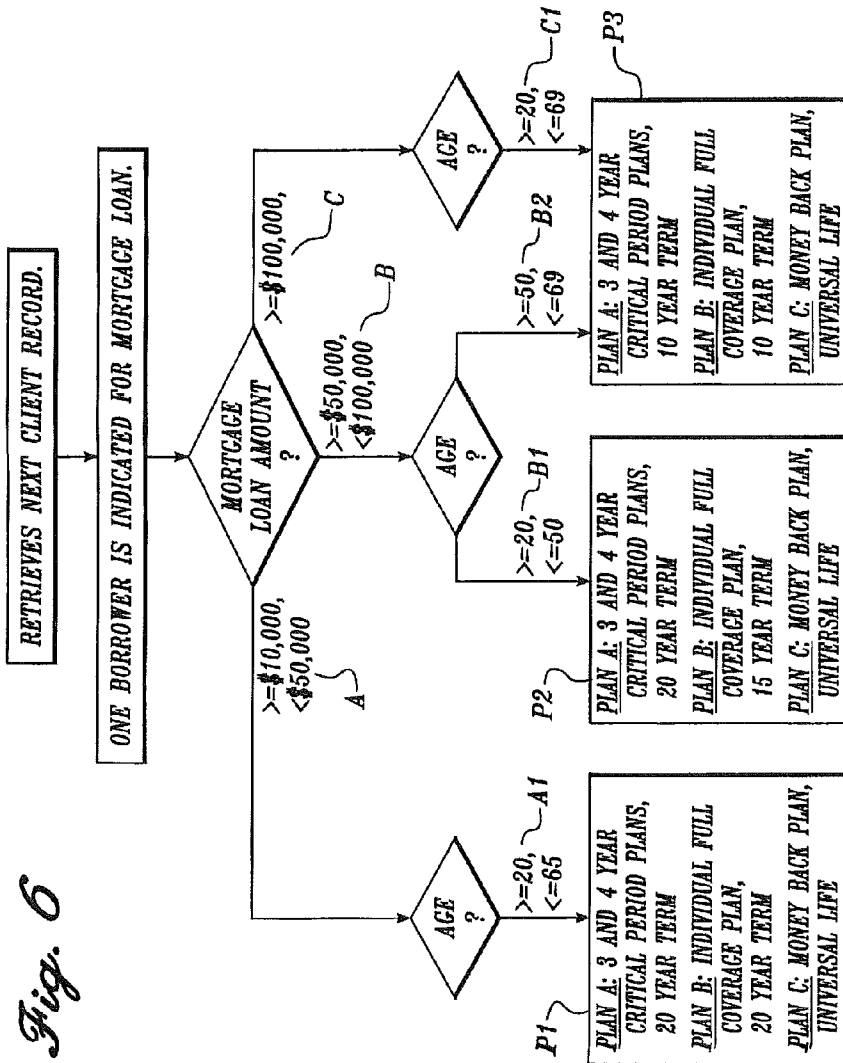 Fig. 6
RETRIEVES NEXT CLIENT RECORD.
ONE BORROWER IS INDICATED FOR MORTGAGE LOAN.
MORTGAGE
LOAN AMOUNT
?
>=$10,000,
<$50,000
A
>=$50,000,
<$100,000
B
>=$100,000,
C
AGE
?
>=20,
<=65
A1
AGE
?
>=20,
<=50
B1
>=50,
<=69
B2
AGE
?
>=20,
<=69
C1
P1
PLAN A: 3 AND 4 YEAR
CRITICAL PERIOD PLANS,
20 YEAR TERM
PLAN B: INDIVIDUAL FULL
COVERAGE PLAN,
20 YEAR TERM
PLAN C: MONEY BACK PLAN,
UNIVERSAL LIFE
P2
PLAN A: 3 AND 4 YEAR
CRITICAL PERIOD PLANS,
20 YEAR TERM
PLAN B: INDIVIDUAL FULL
COVERAGE PLAN,
15 YEAR TERM
PLAN C: MONEY BACK PLAN,
UNIVERSAL LIFE
P3
PLAN A: 3 AND 4 YEAR
CRITICAL PERIOD PLANS,
10 YEAR TERM
PLAN B: INDIVIDUAL FULL
COVERAGE PLAN,
10 YEAR TERM
PLAN C: MONEY BACK PLAN,
UNIVERSAL LIFE